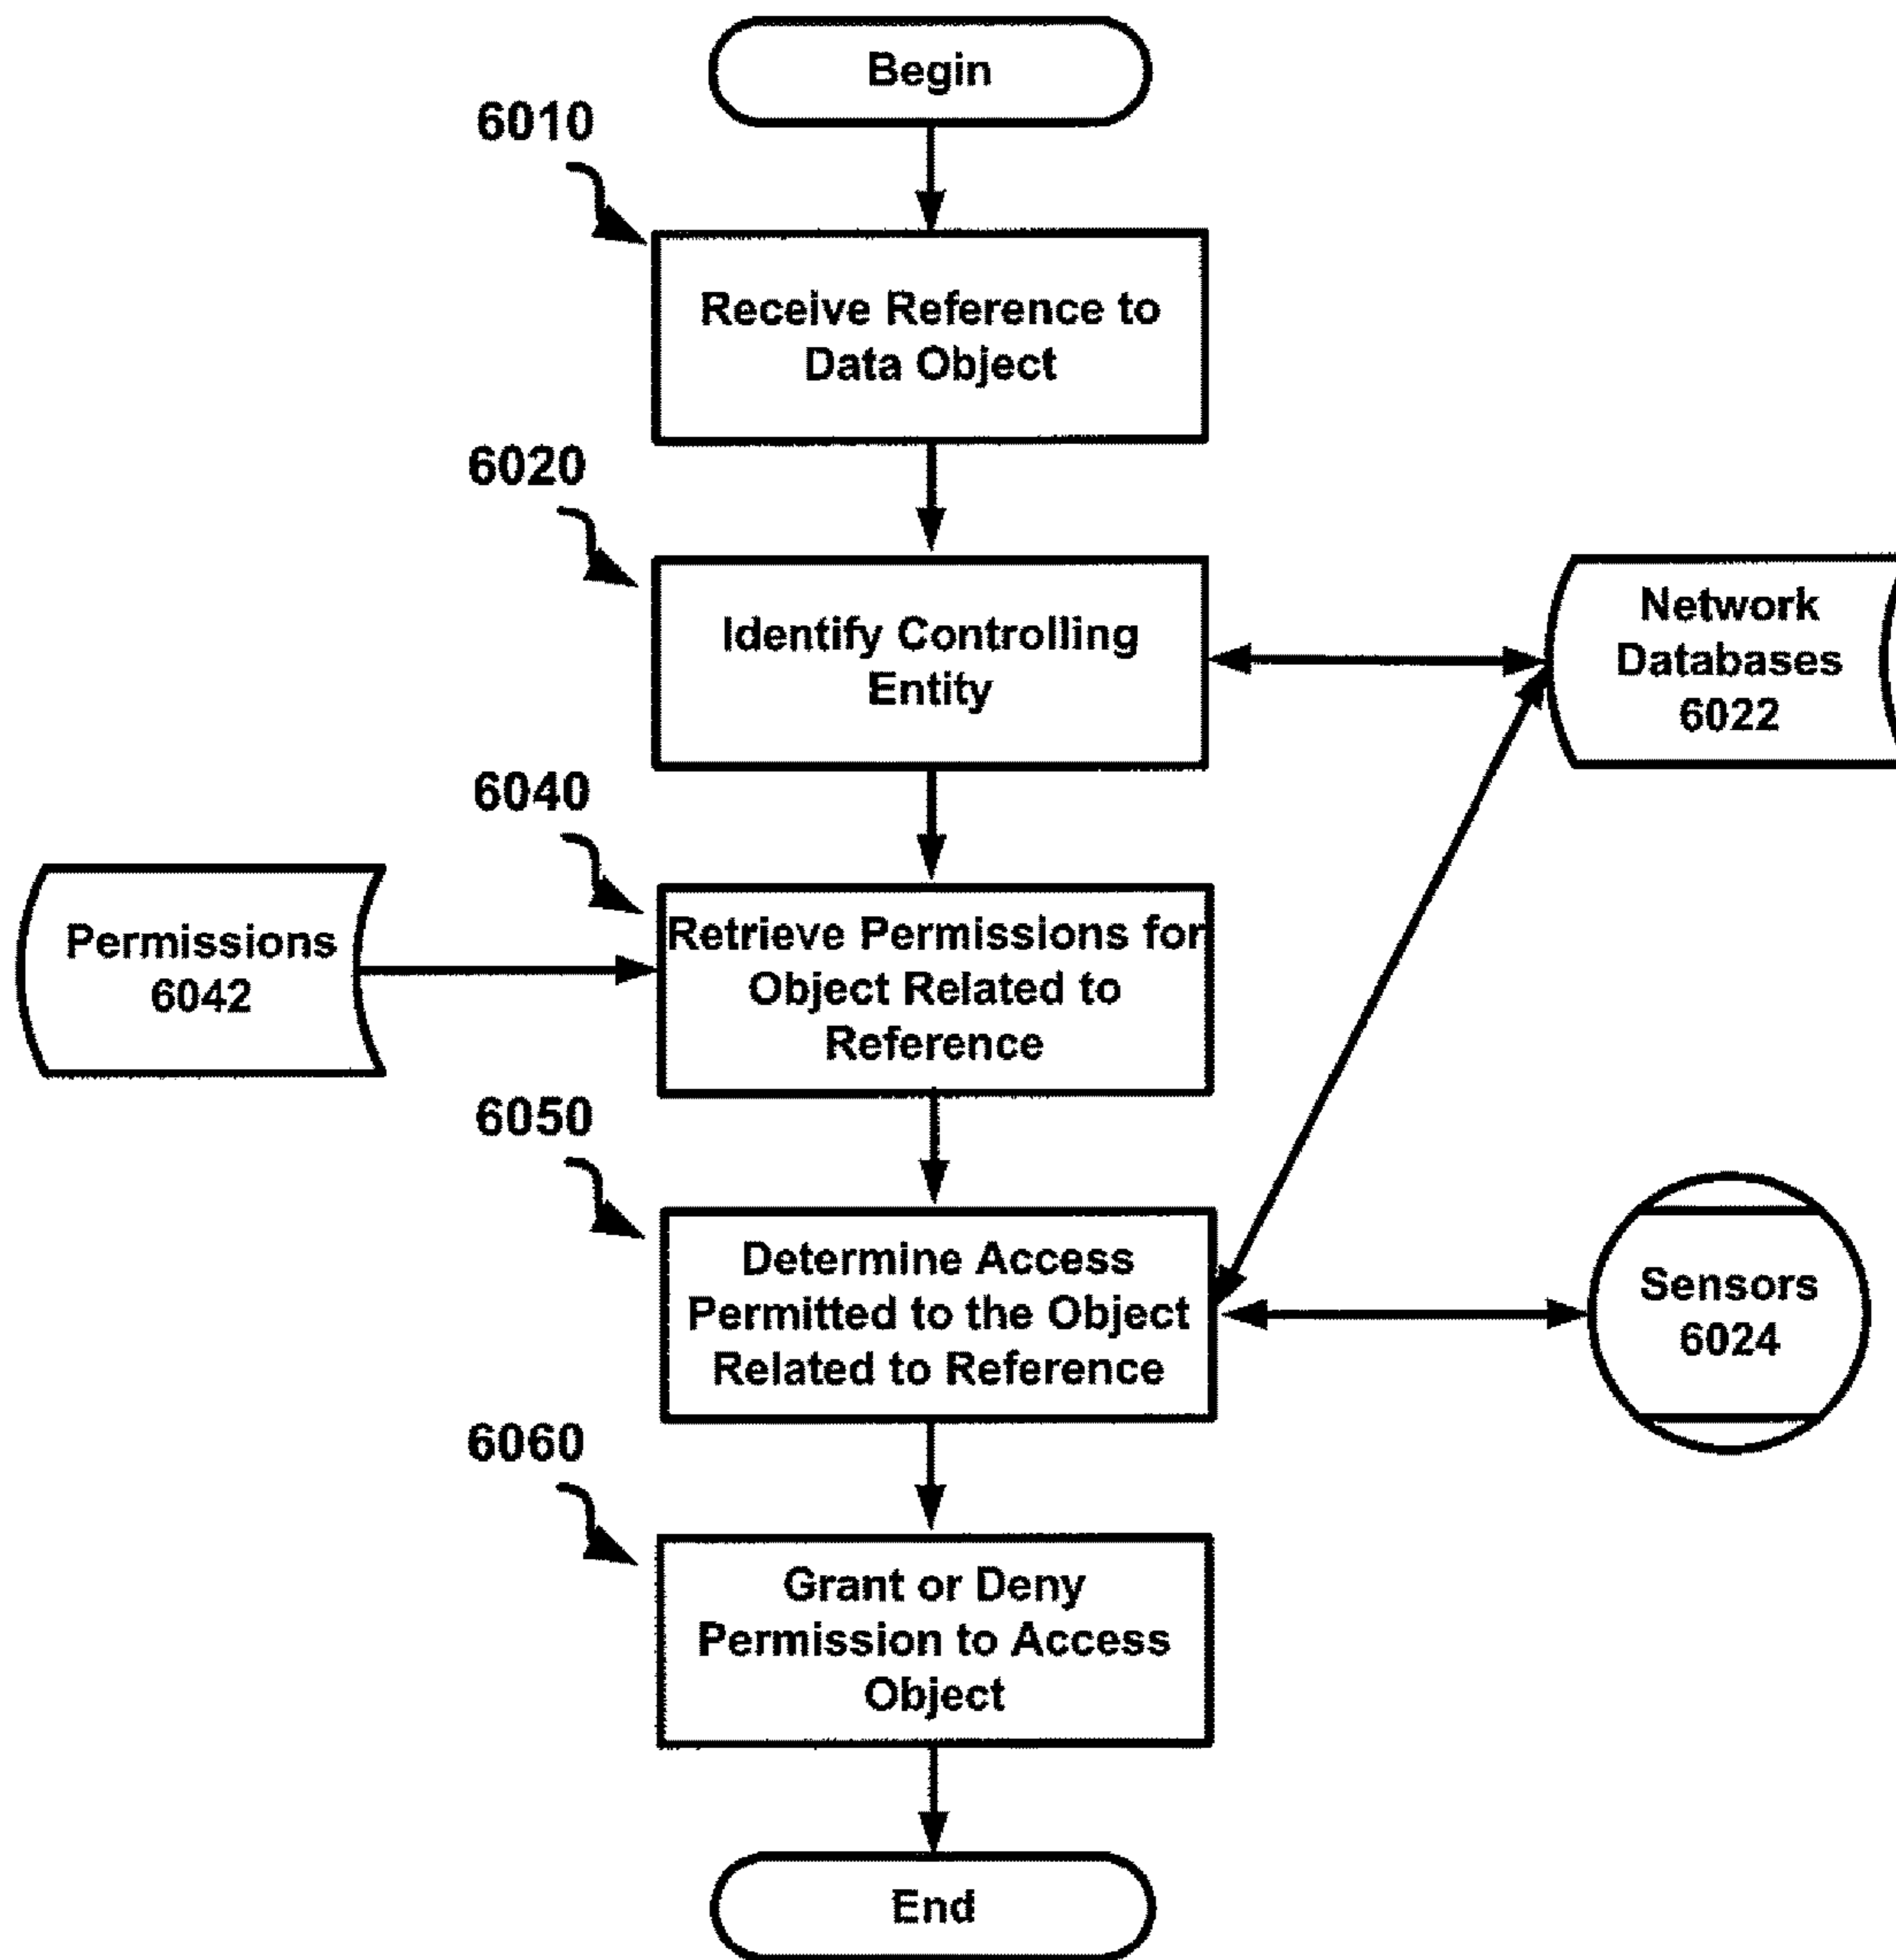 Begin
6010
Receive Reference to
Data Object
6020
Identify Controlling
Entity
Network
Databases
6022
6040
Retrieve Permissions for
Object Related to
Reference
Permissions
6042
6050
Determine Access
Permitted to the Object
Related to Reference
Sensors
6024
6060
Grant or Deny
Permission to Access
Object
End